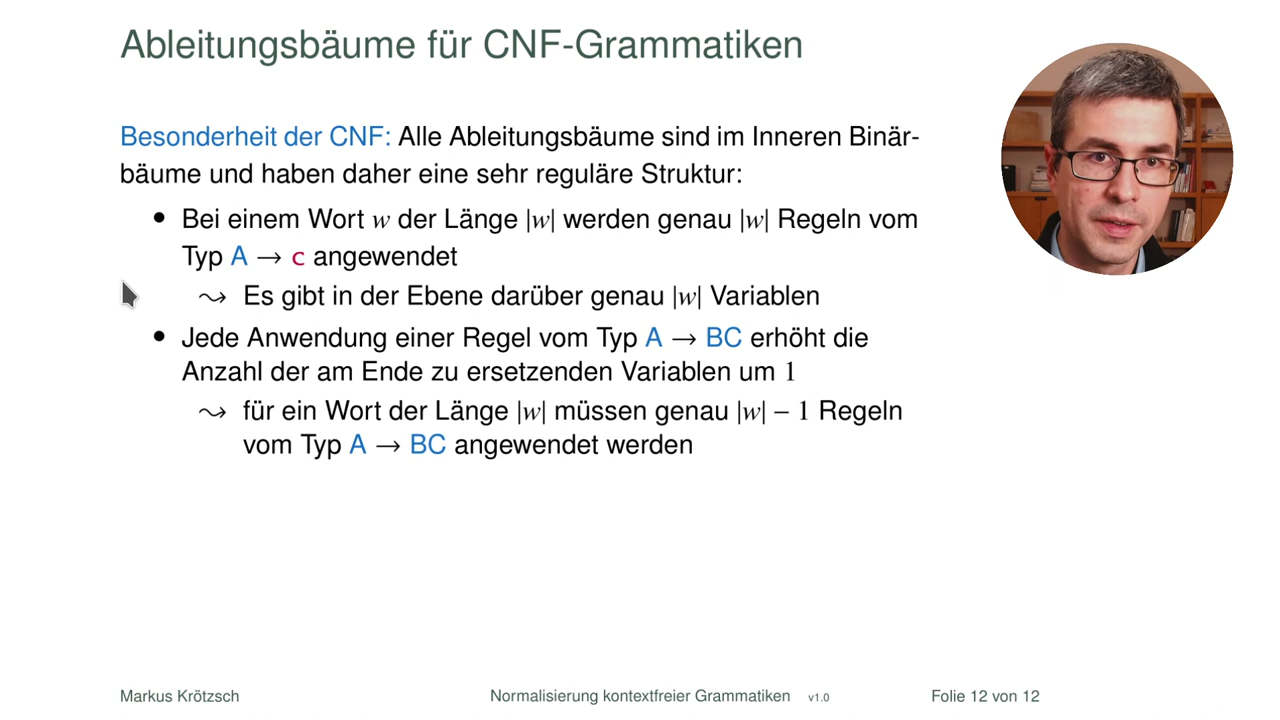 Ableitungsbäume für CNF-Grammatiken
Besonderheit der CNF: Alle Ableitungsbäume sind im Inneren Binär-
bäume und haben daher eine sehr reguläre Struktur:
• Bei einem Wort w der Länge |w| werden genau |w| Regeln vom
Typ A → c angewendet
⇝ Es gibt in der Ebene darüber genau |w| Variablen
• Jede Anwendung einer Regel vom Typ A → BC erhöht die
Anzahl der am Ende zu ersetzenden Variablen um 1
⇝ für ein Wort der Länge |w| müssen genau |w| − 1 Regeln
vom Typ A → BC angewendet werden
Markus Krötzsch Normalisierung kontextfreier Grammatiken v1.0 Folie 12 von 12